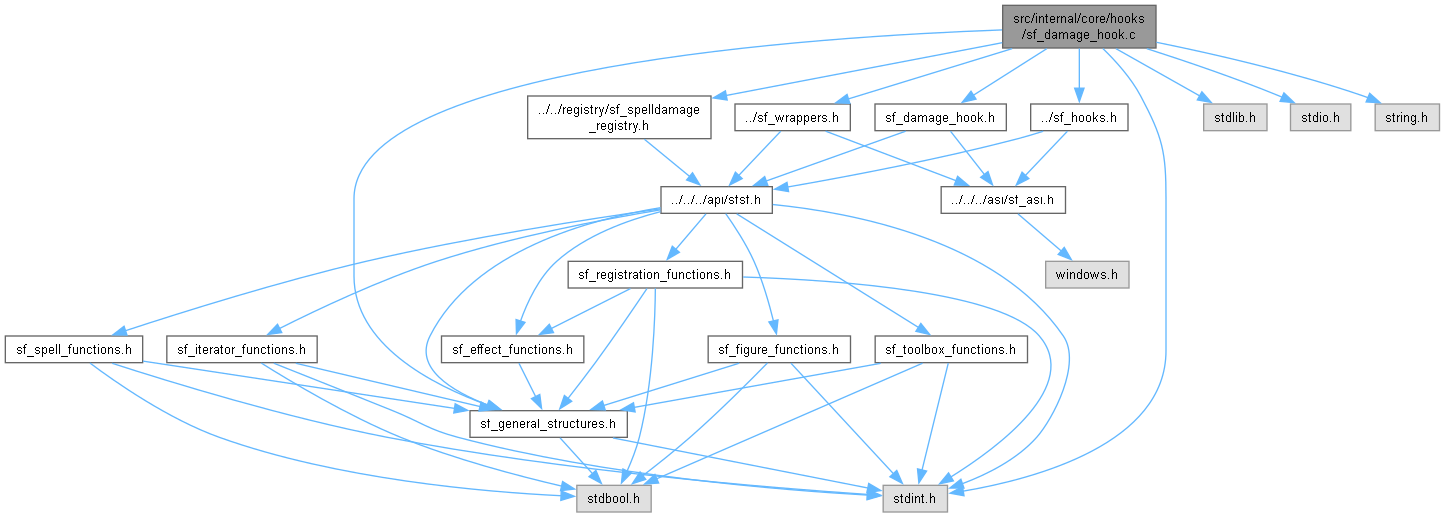 src/internal/core/hooks
/sf_damage_hook.c
../../registry/sf_spelldamage
_registry.h
../sf_wrappers.h
sf_damage_hook.h
../sf_hooks.h
stdlib.h
stdio.h
string.h
../../../api/sfsf.h
../../../asi/sf_asi.h
sf_registration_functions.h
windows.h
sf_spell_functions.h
sf_iterator_functions.h
sf_effect_functions.h
sf_figure_functions.h
sf_toolbox_functions.h
sf_general_structures.h
stdbool.h
stdint.h